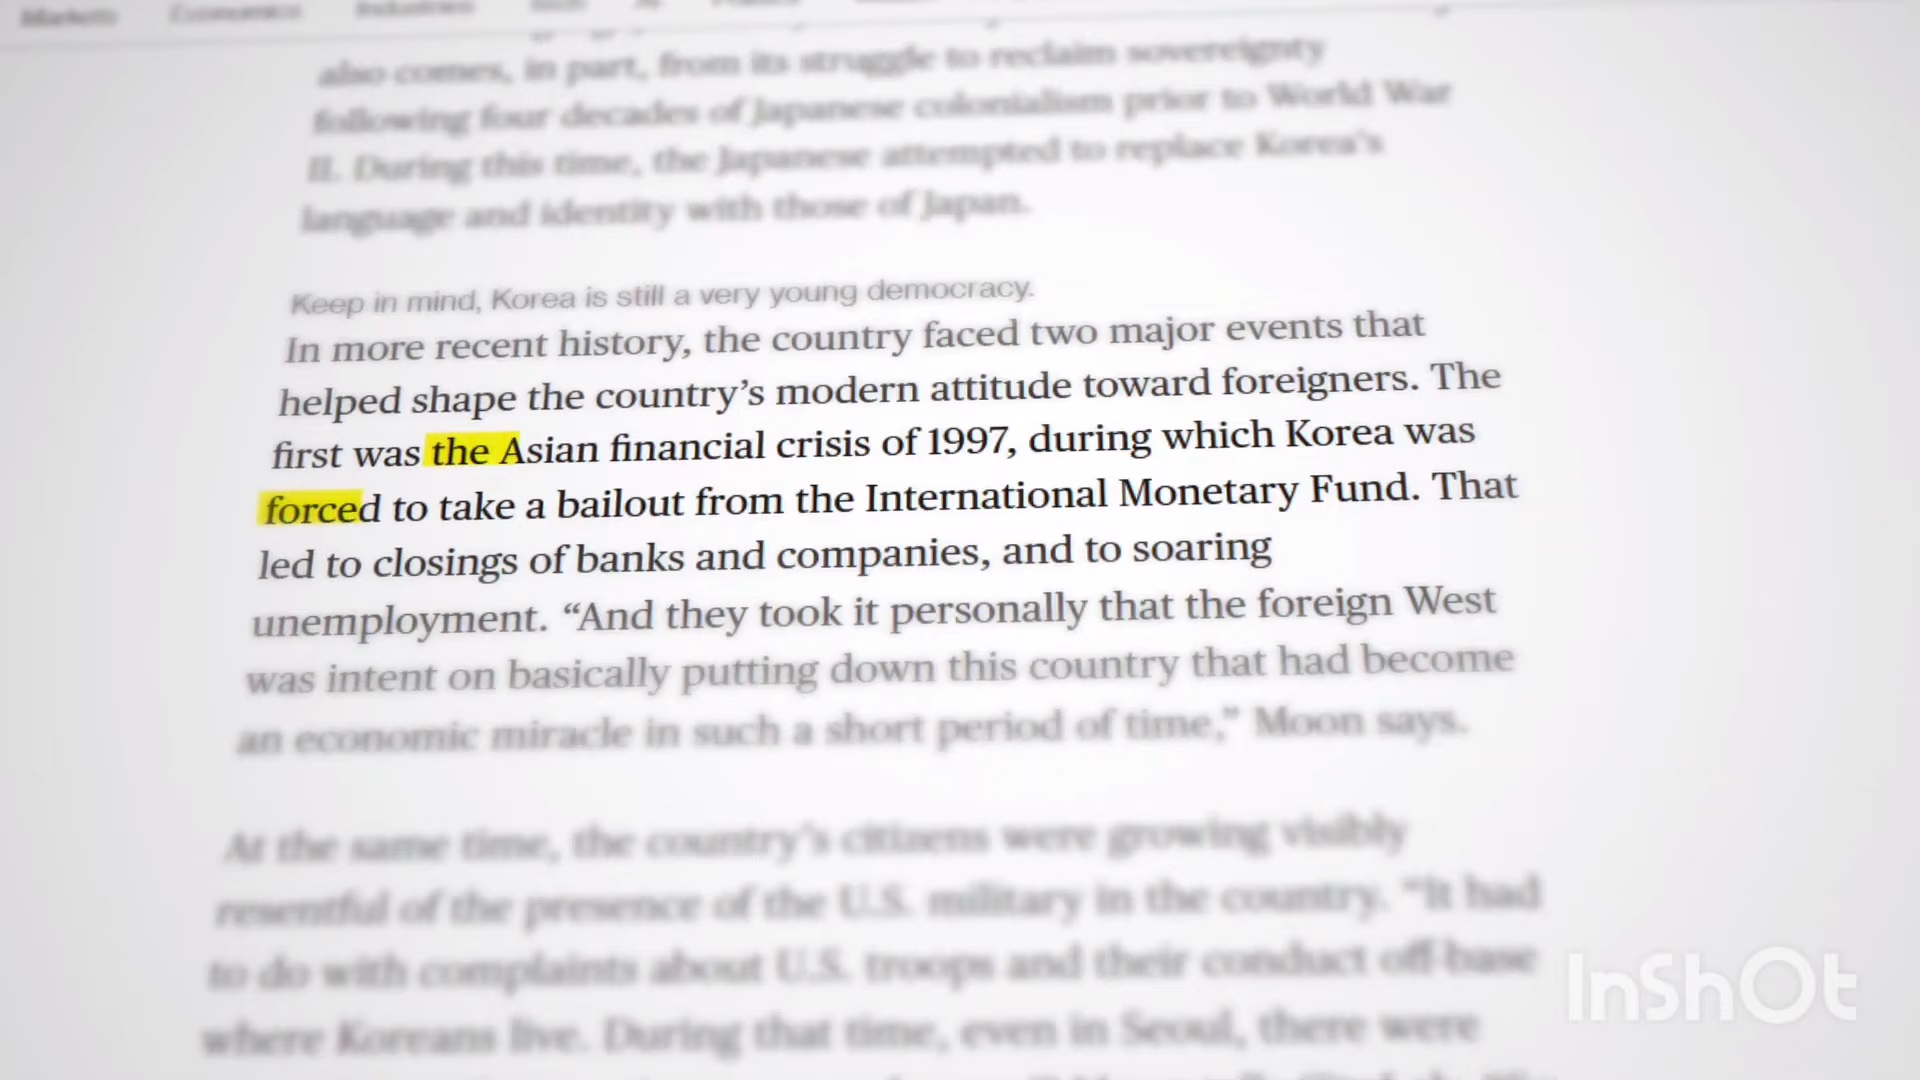 Markets Economics Industries Tech AI Politics
also comes, in part, from its struggle to reclaim sovereignty
following four decades of Japanese colonialism prior to World War
II. During this time, the Japanese attempted to replace Korea's
language and identity with those of Japan.
Keep in mind, Korea is still a very young democracy.
In more recent history, the country faced two major events that
helped shape the country’s modern attitude toward foreigners. The
first was the Asian financial crisis of 1997, during which Korea was
forced to take a bailout from the International Monetary Fund. That
led to closings of banks and companies, and to soaring
unemployment. “And they took it personally that the foreign West
was intent on basically putting down this country that had become
an economic miracle in such a short period of time,” Moon says.
At the same time, the country’s citizens were growing visibly
resentful of the presence of the U.S. military in the country. “It had
to do with complaints about U.S. troops and their conduct off-base
where Koreans live. During that time, even in Seoul, there were
InShOt